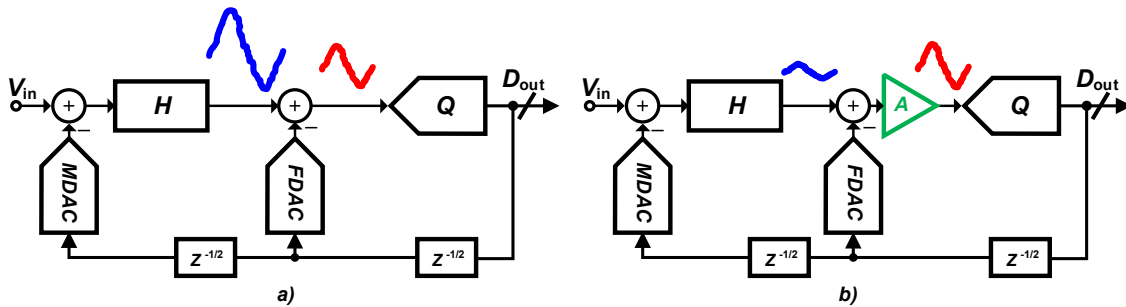 V_in
+
H
+
Q
D_out
−
−
MDAC
FDAC
z^-1/2
z^-1/2
a)
V_in
+
H
+
A
Q
D_out
−
−
MDAC
FDAC
z^-1/2
z^-1/2
b)